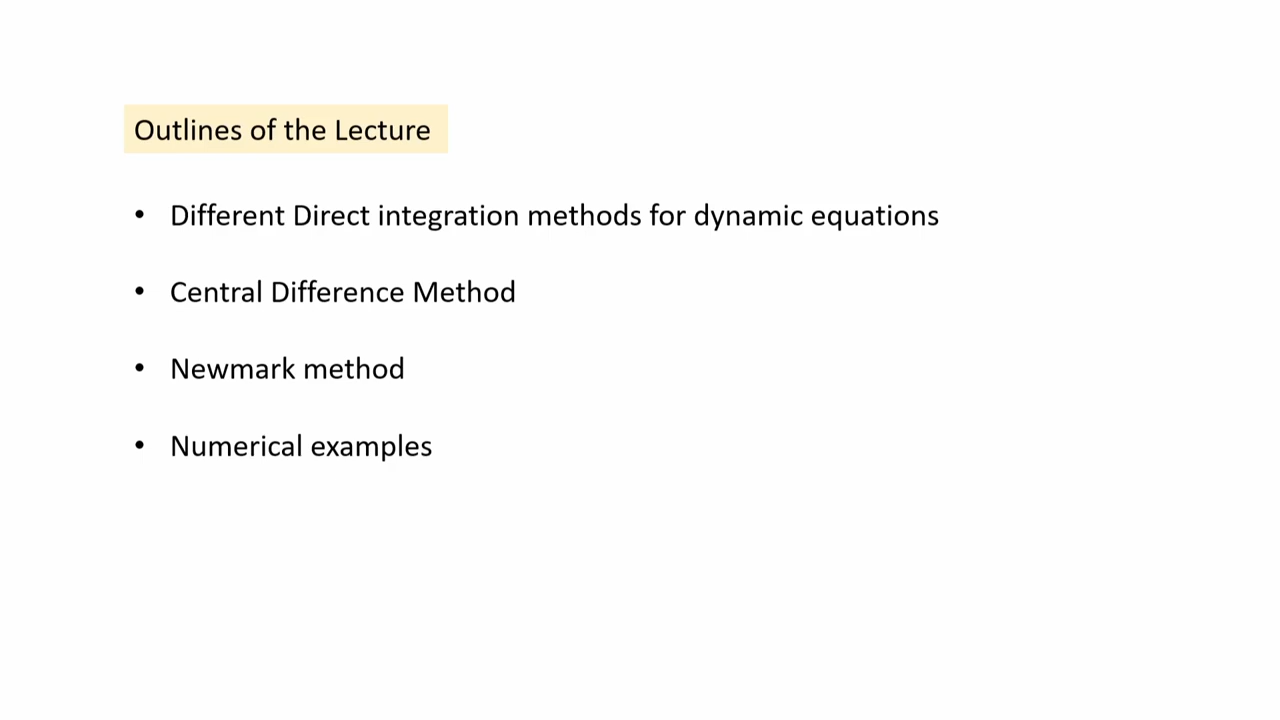 Outlines of the Lecture
• Different Direct integration methods for dynamic equations
• Central Difference Method
• Newmark method
• Numerical examples